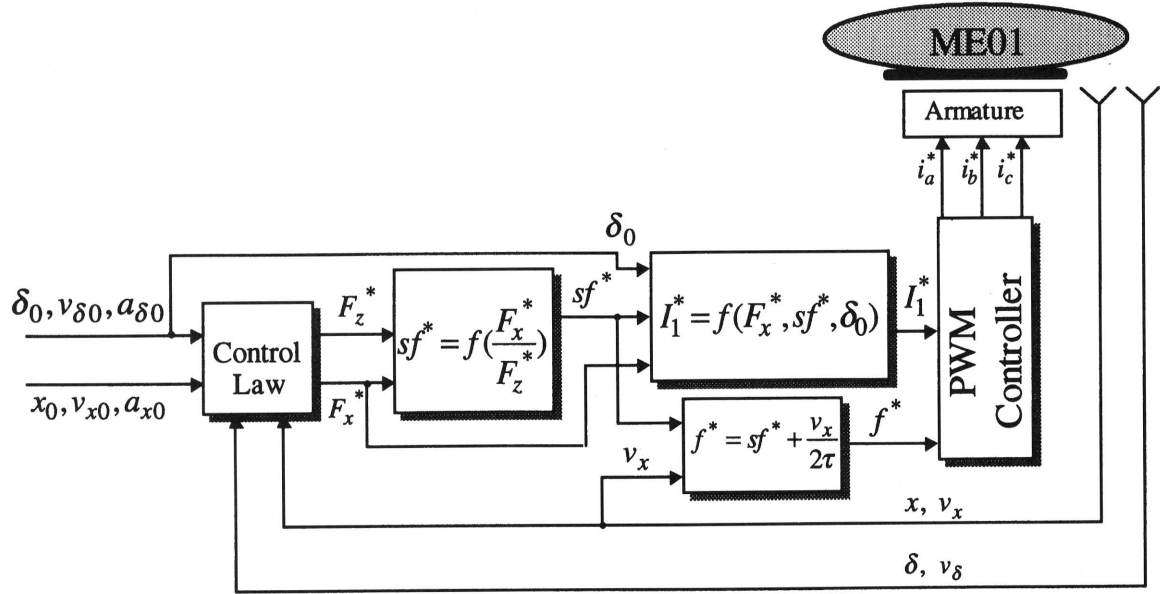 ME01
Armature
i_a^* i_b^* i_c^*
δ_0
δ_0, v_δ0, a_δ0
x_0, v_x0, a_x0
Control
Law
F_z^*
F_x^*
sf^* = f(F_x^*/F_z^*)
sf^*
I_1^* = f(F_x^*, sf^*, δ_0)
I_1^*
PWM
Controller
v_x
f^* = sf^* + v_x/2τ
f^*
x, v_x
δ, v_δ